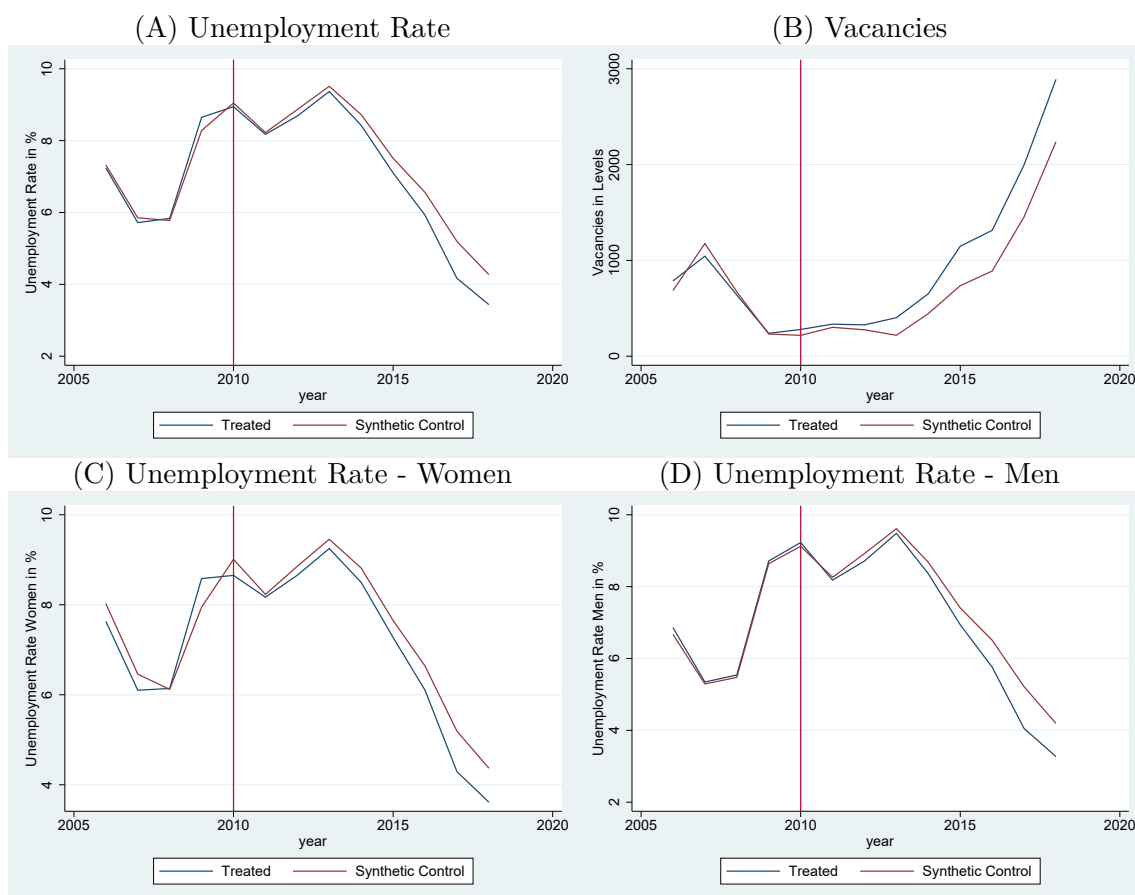 (A) Unemployment Rate
Unemployment Rate in %
10
8
6
4
2
2005 2010 2015 2020
year
Treated Synthetic Control
(B) Vacancies
Vacancies in Levels
3000
2000
1000
0
2005 2010 2015 2020
year
Treated Synthetic Control
(C) Unemployment Rate - Women
Unemployment Rate Women in %
10
8
6
4
2005 2010 2015 2020
year
Treated Synthetic Control
(D) Unemployment Rate - Men
Unemployment Rate Men in %
10
8
6
4
2
2005 2010 2015 2020
year
Treated Synthetic Control